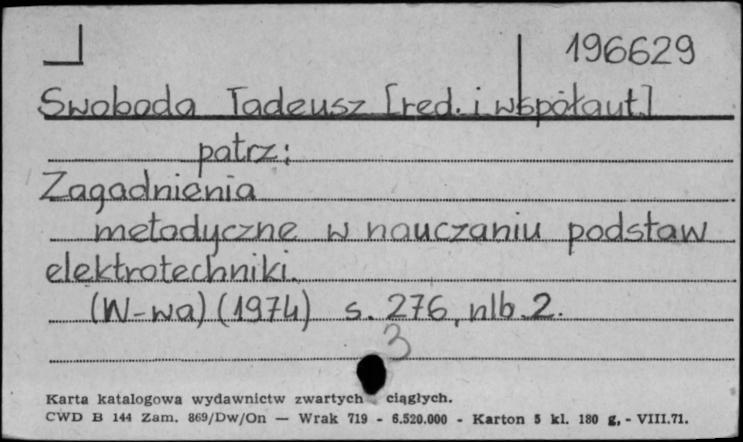 196629
Swoboda Tadeusz [red. i współaut.]
patrz:
Zagadnienia
metodyczne w nauczaniu podstaw
elektrotechniki.
(W-wa) (1974) s. 276, nlb. 2.
3
Karta katalogowa wydawnictw zwartych i ciągłych.
CWD B 144 Zam. 869/Dw/On — Wrak 719 - 6.520.000 - Karton 5 kl. 180 g, - VIII.71.